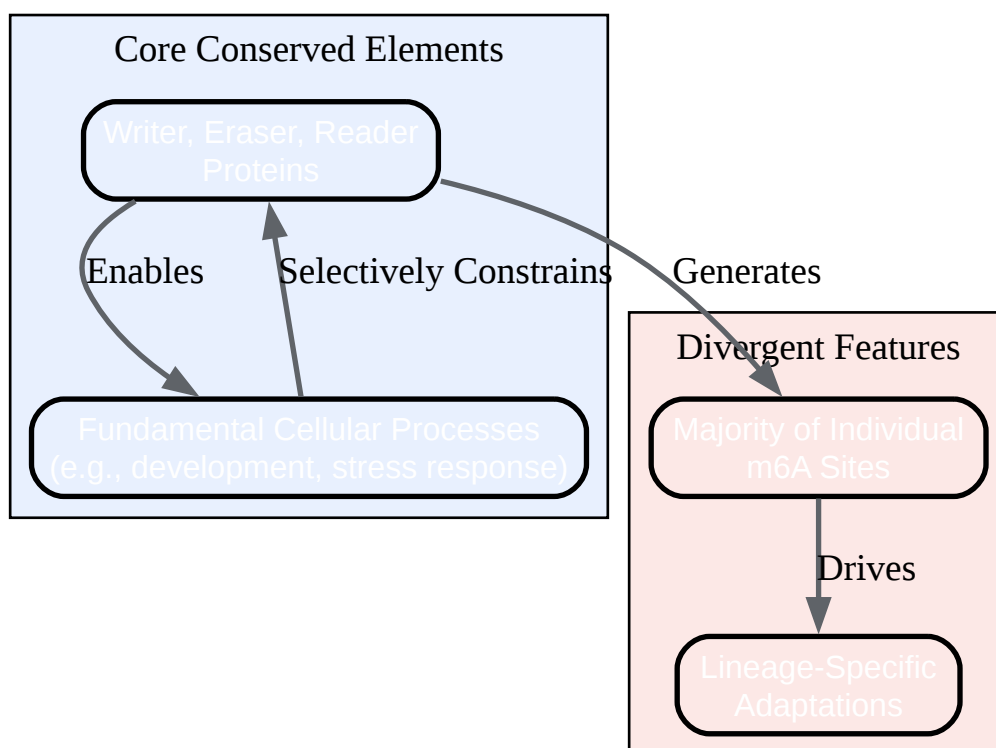 Core Conserved Elements
Writer, Eraser, Reader
Proteins
Enables
Selectively Constrains
Generates
Fundamental Cellular Processes
(e.g., development, stress response)
Divergent Features
Majority of Individual
m6A Sites
Drives
Lineage-Specific
Adaptations